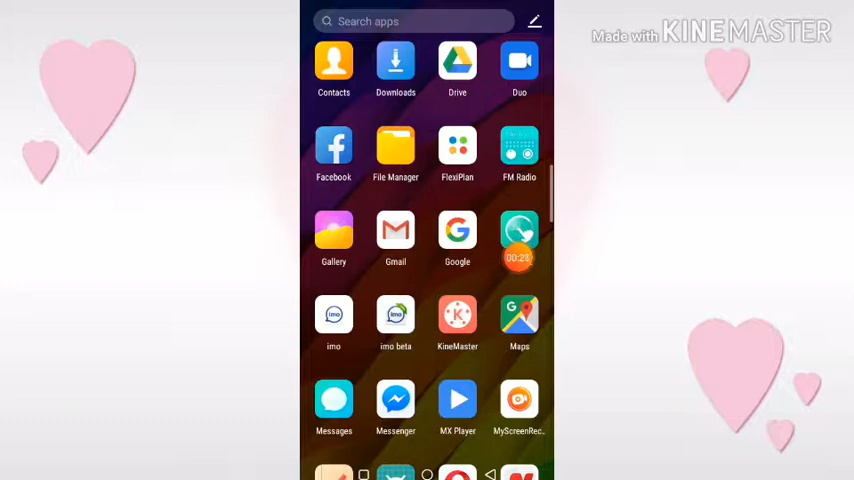 Search apps
Made with KINEMASTER
Contacts
Downloads
Drive
Duo
Facebook
File Manager
FlexiPlan
FM Radio
Gallery
Gmail
Google
00:23
imo
imo beta
KineMaster
Maps
Messages
Messenger
MX Player
MyScreenRec..